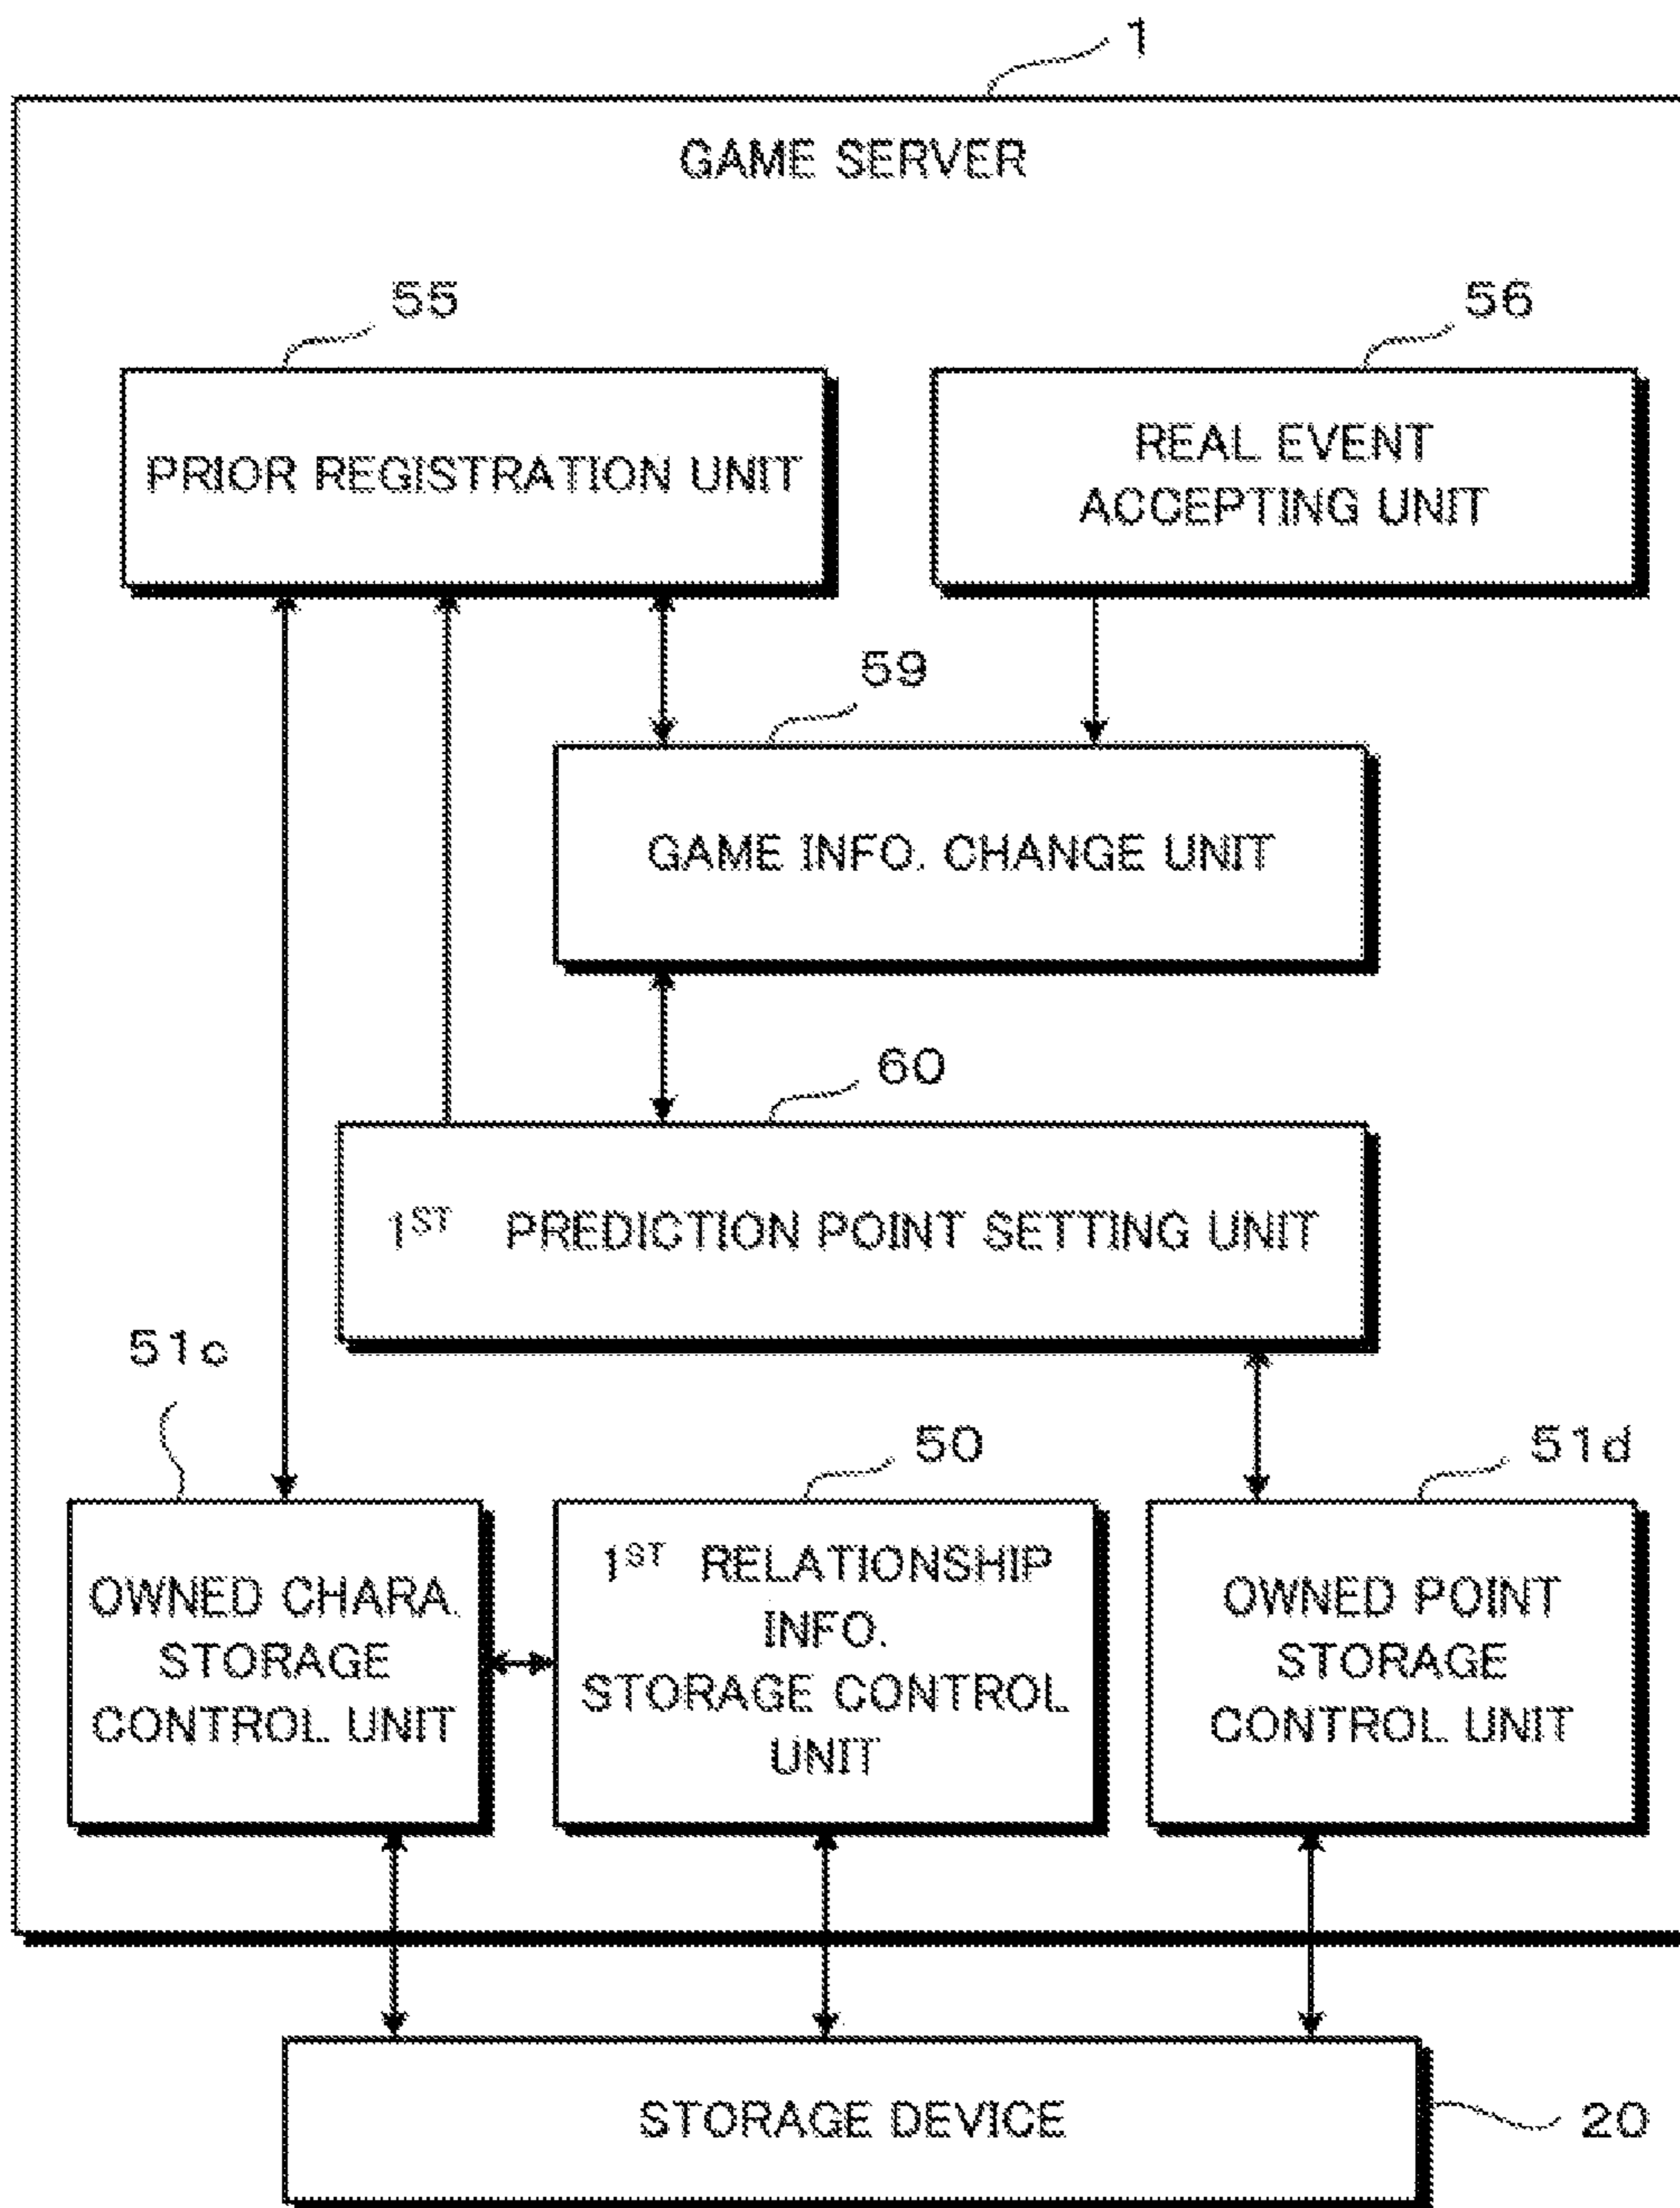 1
GAME SERVER
55
56
PRIOR REGISTRATION UNIT
REAL EVENT
ACCEPTING UNIT
59
GAME INFO. CHANGE UNIT
60
1ST PREDICTION POINT SETTING UNIT
51c
50
51d
OWNED CHARA.
STORAGE
CONTROL UNIT
1ST RELATIONSHIP
INFO.
STORAGE CONTROL
UNIT
OWNED POINT
STORAGE
CONTROL UNIT
STORAGE DEVICE
20